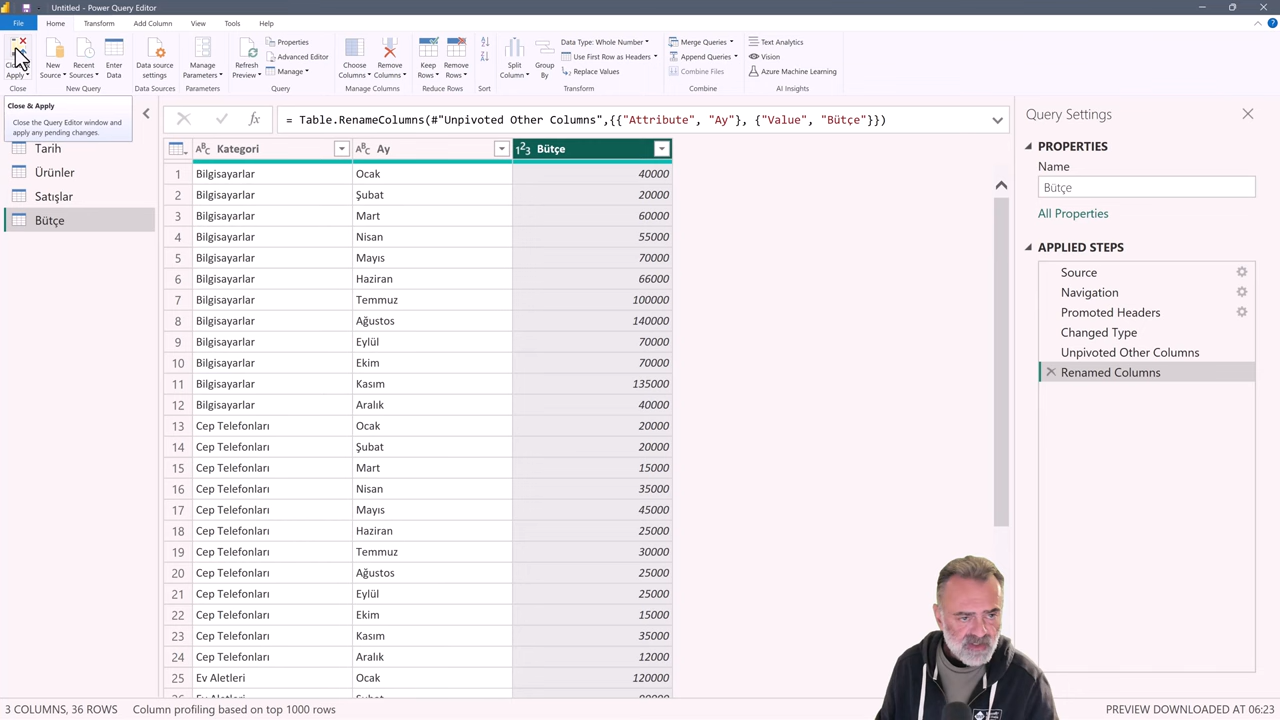 Untitled - Power Query Editor
File Home Transform Add Column View Tools Help
Close & Apply
New Source
Recent Sources
Enter Data
Data source settings
Manage Parameters
Refresh Preview
Properties
Advanced Editor
Manage
Choose Columns
Remove Columns
Keep Rows
Remove Rows
Split Column
Group By
Data Type: Whole Number
Use First Row as Headers
Replace Values
Merge Queries
Append Queries
Combine Files
Text Analytics
Vision
Azure Machine Learning
Close New Query Data Sources Parameters Query Manage Columns Reduce Rows Sort Transform Combine AI Insights
Close & Apply
Close the Query Editor window and
apply any pending changes.
Tarih
Ürünler
Satışlar
Bütçe
fx = Table.RenameColumns(#"Unpivoted Other Columns",{{"Attribute", "Ay"}, {"Value", "Bütçe"}})
Kategori Ay Bütçe
1 Bilgisayarlar Ocak 40000
2 Bilgisayarlar Şubat 20000
3 Bilgisayarlar Mart 60000
4 Bilgisayarlar Nisan 55000
5 Bilgisayarlar Mayıs 70000
6 Bilgisayarlar Haziran 66000
7 Bilgisayarlar Temmuz 100000
8 Bilgisayarlar Ağustos 140000
9 Bilgisayarlar Eylül 70000
10 Bilgisayarlar Ekim 70000
11 Bilgisayarlar Kasım 135000
12 Bilgisayarlar Aralık 40000
13 Cep Telefonları Ocak 20000
14 Cep Telefonları Şubat 20000
15 Cep Telefonları Mart 15000
16 Cep Telefonları Nisan 35000
17 Cep Telefonları Mayıs 45000
18 Cep Telefonları Haziran 25000
19 Cep Telefonları Temmuz 30000
20 Cep Telefonları Ağustos 25000
21 Cep Telefonları Eylül 25000
22 Cep Telefonları Ekim 15000
23 Cep Telefonları Kasım 35000
24 Cep Telefonları Aralık 12000
25 Ev Aletleri Ocak 120000
Query Settings
PROPERTIES
Name
Bütçe
All Properties
APPLIED STEPS
Source
Navigation
Promoted Headers
Changed Type
Unpivoted Other Columns
Renamed Columns
3 COLUMNS, 36 ROWS Column profiling based on top 1000 rows PREVIEW DOWNLOADED AT 06:23